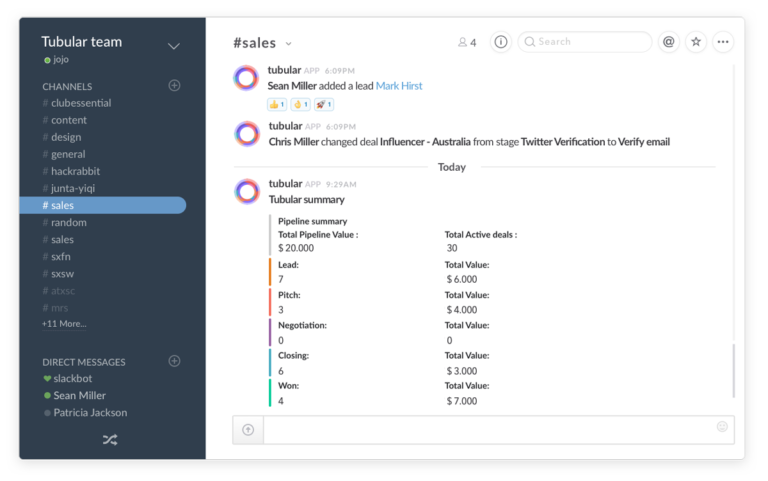 Tubular team
jojo
CHANNELS
# clubessential
# content
# design
# general
# hackrabbit
# junta-yiqi
# sales
# random
# sales
# sxfn
# sxsw
# atxsc
# mrs
+11 More...
DIRECT MESSAGES
slackbot
Sean Miller
Patricia Jackson
#sales
4
Search
@
tubular APP 6:09PM
Sean Miller added a lead Mark Hirst
1 1 1
tubular APP 6:09PM
Chris Miller changed deal Influencer - Australia from stage Twitter Verification to Verify email
Today
tubular APP 9:29AM
Tubular summary
Pipeline summary
Total Pipeline Value : Total Active deals :
$ 20.000 30
Lead: Total Value:
7 $ 6.000
Pitch: Total Value:
3 $ 4.000
Negotiation: Total Value:
0 0
Closing: Total Value:
6 $ 3.000
Won: Total Value:
4 $ 7.000